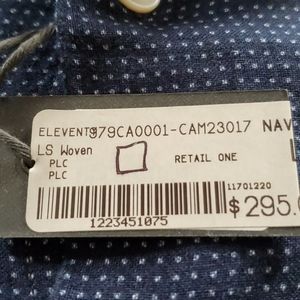 ELEVENTY 979CA0001-CAM23017 NAV
LS Woven
PLC RETAIL ONE
PLC
11701220
$295.
1223451075